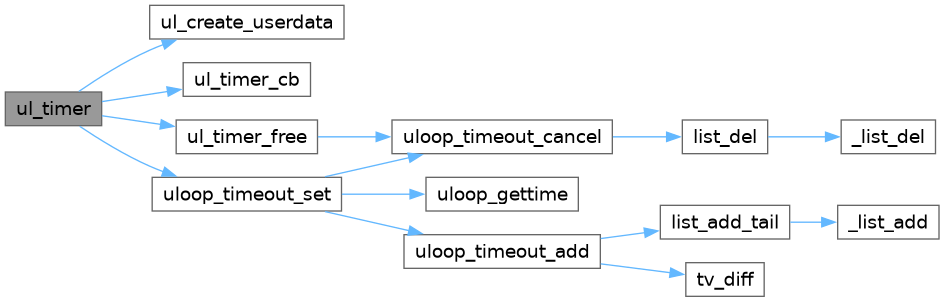 ul_create_userdata
ul_timer_cb
ul_timer
ul_timer_free
uloop_timeout_cancel
list_del
_list_del
uloop_timeout_set
uloop_gettime
list_add_tail
_list_add
uloop_timeout_add
tv_diff